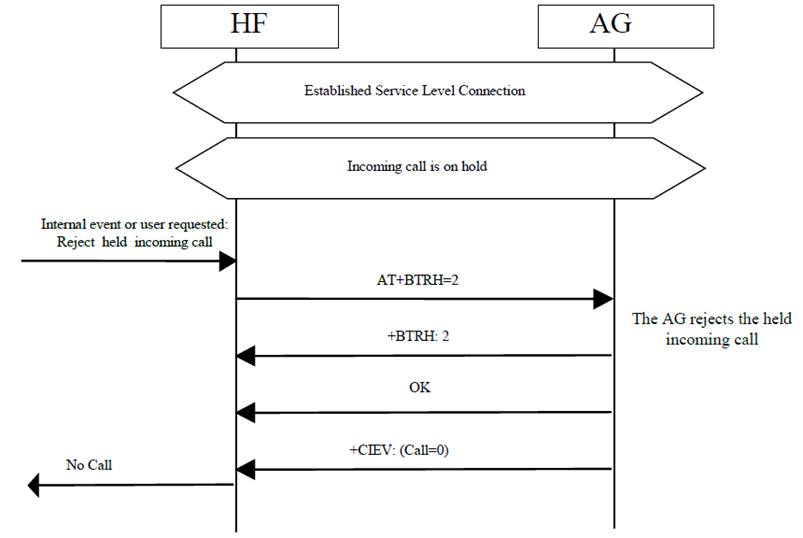 HF
AG
Established Service Level Connection
Incoming call is on hold
Internal event or user requested:
Reject held incoming call
AT+BTRH=2
The AG rejects the held
incoming call
+BTRH: 2
OK
+CIEV: (Call=0)
No Call